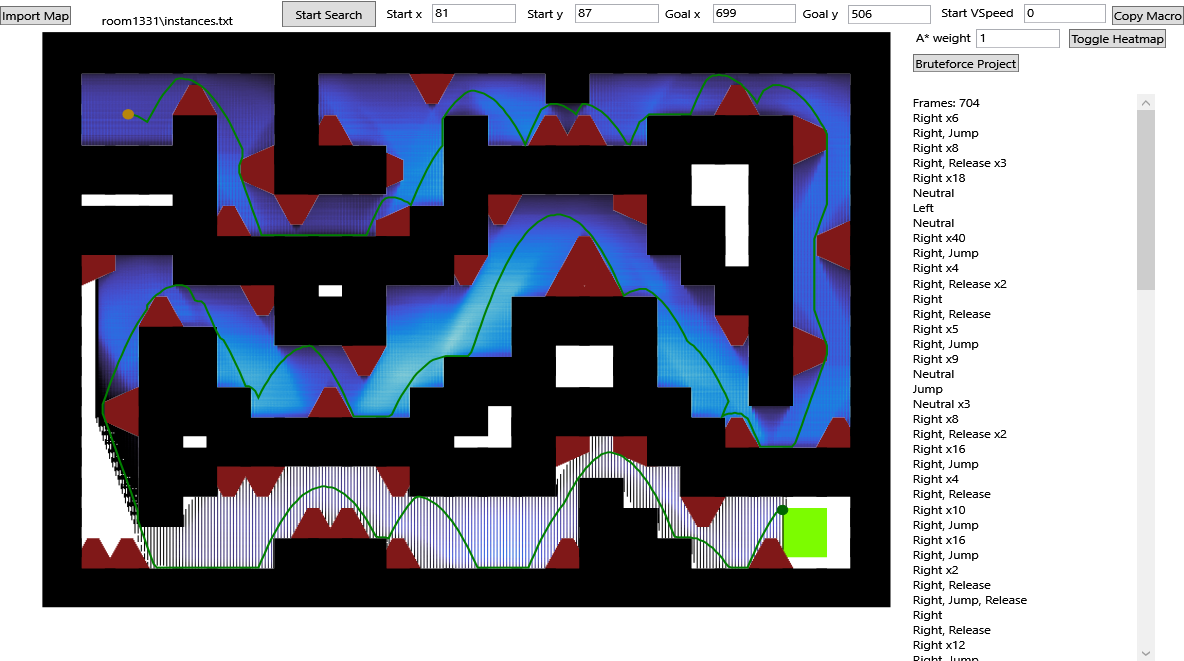 Import Map
room1331\instances.txt
Start Search
Start x 81
Start y 87
Goal x 699
Goal y 506
Start VSpeed 0
Copy Macro
A* weight 1
Toggle Heatmap
Bruteforce Project
Frames: 704
Right x6
Right, Jump
Right x8
Right, Release x3
Right x18
Neutral
Left
Neutral
Right x40
Right, Jump
Right x4
Right, Release x2
Right
Right, Release
Right x5
Right, Jump
Right x9
Neutral
Jump
Neutral x3
Right x8
Right, Release x2
Right x16
Right, Jump
Right x4
Right, Release
Right x10
Right, Jump
Right x16
Right, Jump
Right x2
Right, Release
Right, Jump, Release
Right
Right, Release
Right x12
Right, Jump